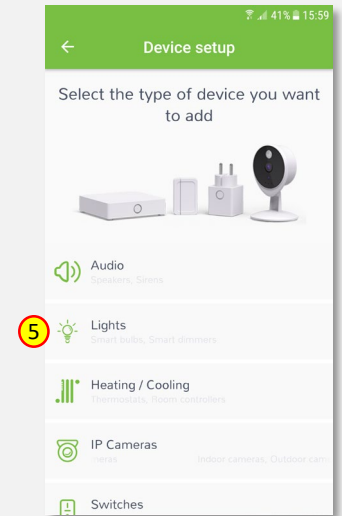 41% 15:59
Device setup
Select the type of device you want
to add
Audio
Speakers, Sirens
5
Lights
Smart bulbs, Smart dimmers
Heating / Cooling
Thermostats, Room controllers
IP Cameras
Indoor cameras, Outdoor
Switches